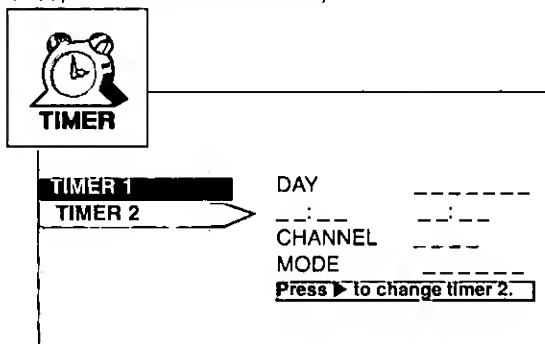 TIMER
TIMER 1
TIMER 2
DAY _ _ _ _ _ _ _
_ _:_ _ _ _:_ _
CHANNEL _ _ _ _
MODE _ _ _ _ _ _
Press ▶ to change timer 2.